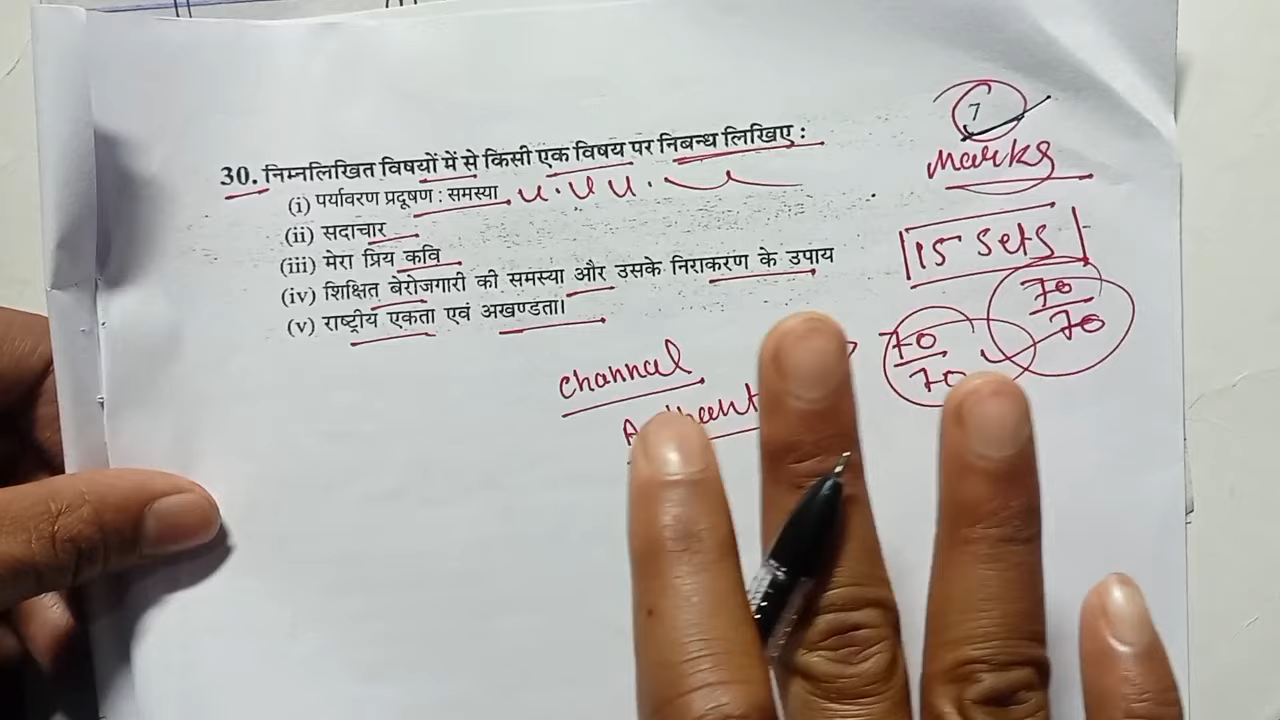 7
Marks
30. निम्नलिखित विषयों में से किसी एक विषय पर निबन्ध लिखिए :
(i) पर्यावरण प्रदूषण : समस्या
(ii) सदाचार
(iii) मेरा प्रिय कवि
(iv) शिक्षित बेरोजगारी की समस्या और उसके निराकरण के उपाय
(v) राष्ट्रीय एकता एवं अखण्डता।
15 Sets
70/70
70/70
channal